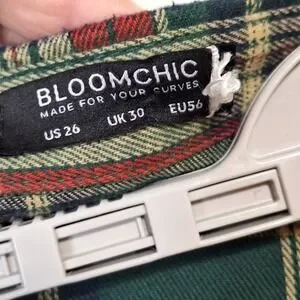 BLOOMCHIC
MADE FOR YOUR CURVES
US 26 UK 30 EU56